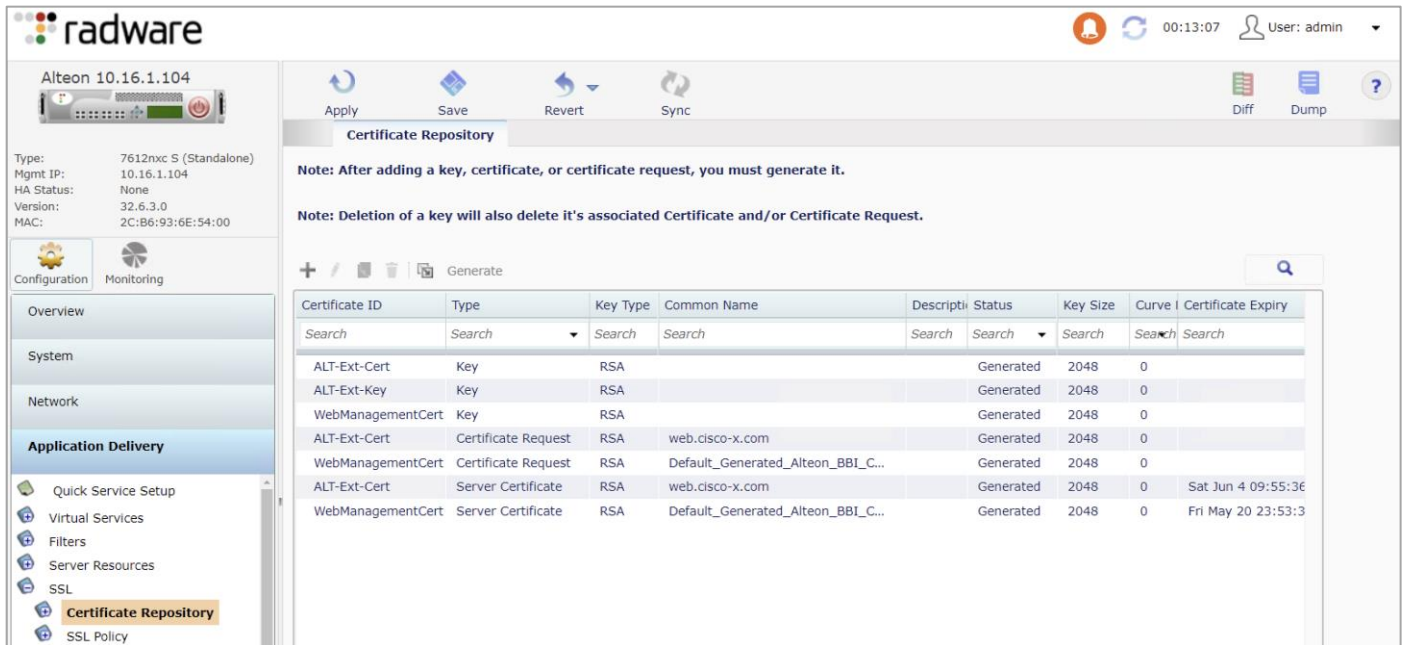 radware
00:13:07 User: admin
Alteon 10.16.1.104
Apply Save Revert Sync Diff Dump ?
Certificate Repository
Type: 7612nxc S (Standalone)
Mgmt IP: 10.16.1.104
HA Status: None
Version: 32.6.3.0
MAC: 2C:B6:93:6E:54:00
Note: After adding a key, certificate, or certificate request, you must generate it.
Note: Deletion of a key will also delete it's associated Certificate and/or Certificate Request.
Configuration Monitoring
Generate
Overview
System
Network
Application Delivery
Quick Service Setup
Virtual Services
Filters
Server Resources
SSL
Certificate Repository
SSL Policy
Certificate ID Type Key Type Common Name Descripti Status Key Size Curve Certificate Expiry
Search Search Search Search Search Search Search Search Search
ALT-Ext-Cert Key RSA Generated 2048 0
ALT-Ext-Key Key RSA Generated 2048 0
WebManagementCert Key RSA Generated 2048 0
ALT-Ext-Cert Certificate Request RSA web.cisco-x.com Generated 2048 0
WebManagementCert Certificate Request RSA Default_Generated_Alteon_BBI_C... Generated 2048 0
ALT-Ext-Cert Server Certificate RSA web.cisco-x.com Generated 2048 0 Sat Jun 4 09:55:36
WebManagementCert Server Certificate RSA Default_Generated_Alteon_BBI_C... Generated 2048 0 Fri May 20 23:53:3